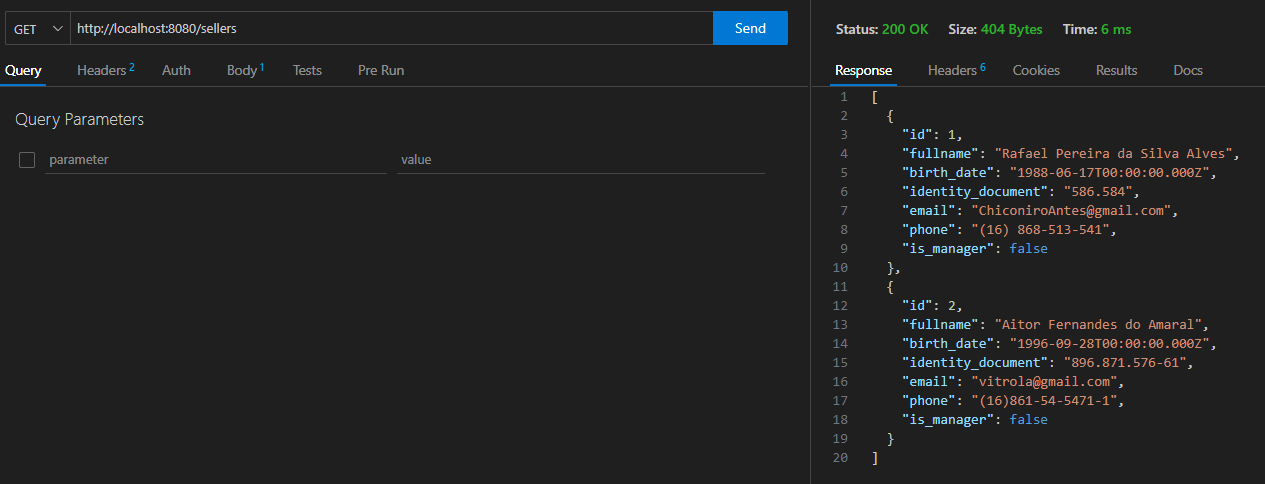 GET http://localhost:8080/sellers Send
Query Headers 2 Auth Body 1 Tests Pre Run
Query Parameters
parameter value
Status: 200 OK Size: 404 Bytes Time: 6 ms
Response Headers 6 Cookies Results Docs
1 [
2 {
3 "id": 1,
4 "fullname": "Rafael Pereira da Silva Alves",
5 "birth_date": "1988-06-17T00:00:00.000Z",
6 "identity_document": "586.584",
7 "email": "ChiconiroAntes@gmail.com",
8 "phone": "(16) 868-513-541",
9 "is_manager": false
10 },
11 {
12 "id": 2,
13 "fullname": "Aitor Fernandes do Amaral",
14 "birth_date": "1996-09-28T00:00:00.000Z",
15 "identity_document": "896.871.576-61",
16 "email": "vitrola@gmail.com",
17 "phone": "(16)861-54-5471-1",
18 "is_manager": false
19 }
20 ]